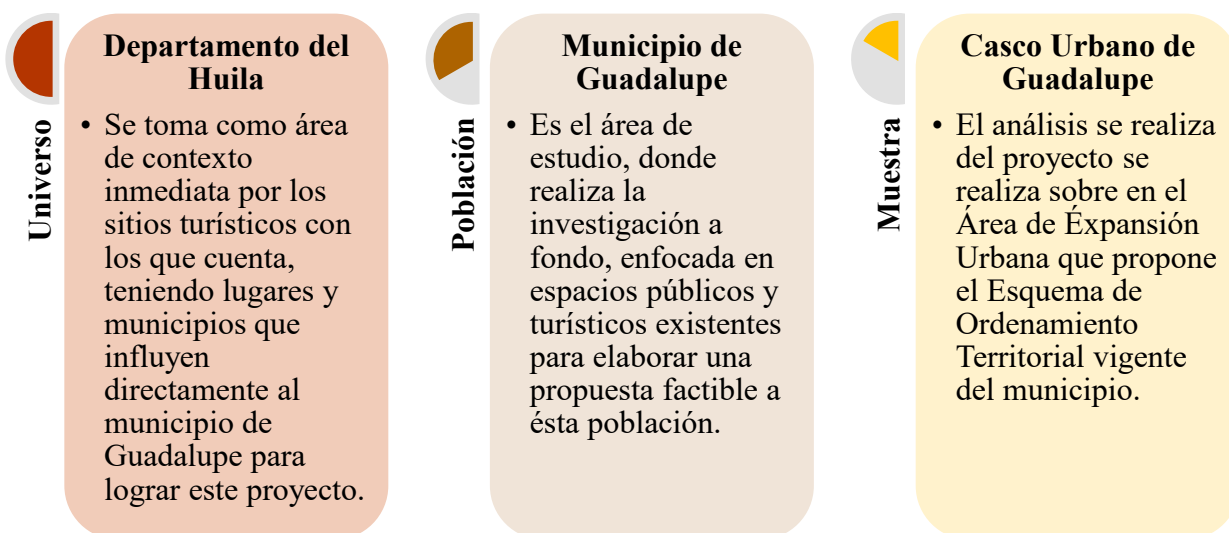 Universo
Departamento del
Huila
• Se toma como área
de contexto
inmediata por los
sitios turísticos con
los que cuenta,
teniendo lugares y
municipios que
influyen
directamente al
municipio de
Guadalupe para
lograr este proyecto.
Población
Municipio de
Guadalupe
• Es el área de
estudio, donde
realiza la
investigación a
fondo, enfocada en
espacios públicos y
turísticos existentes
para elaborar una
propuesta factible a
ésta población.
Muestra
Casco Urbano de
Guadalupe
• El análisis se realiza
del proyecto se
realiza sobre en el
Área de Éxpansión
Urbana que propone
el Esquema de
Ordenamiento
Territorial vigente
del municipio.